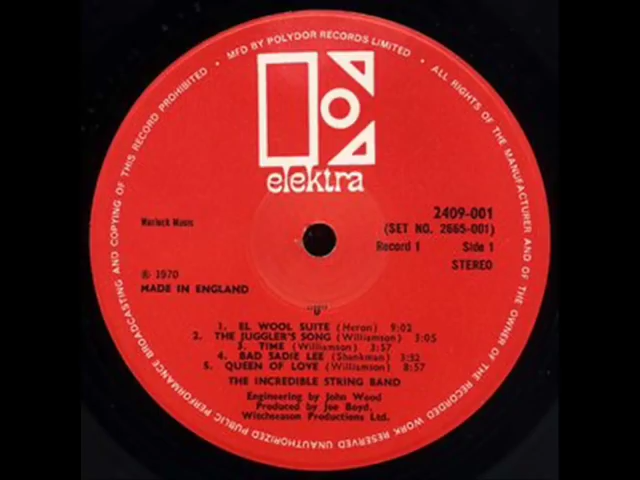 MFD BY POLYDOR RECORDS LIMITED • ALL RIGHTS OF THE MANUFACTURER AND OF THE OWNER OF THE RECORDED WORK RESERVED UNAUTHORIZED PUBLIC PERFORMANCE BROADCASTING AND COPYING OF THIS RECORD PROHIBITED •
elektra
2409-001
(SET NO. 2665-001)
Warlock Music
Record 1 Side 1
STEREO
℗ 1970
MADE IN ENGLAND
"U"
1. EL WOOL SUITE (Heron) 9:02
2. THE JUGGLER'S SONG (Williamson) 3:05
3. TIME (Williamson) 3:57
4. BAD SADIE LEE (Shankman) 3:32
5. QUEEN OF LOVE (Williamson) 8:57
THE INCREDIBLE STRING BAND
Engineering by John Wood
Produced by Joe Boyd,
Witchseason Productions Ltd.